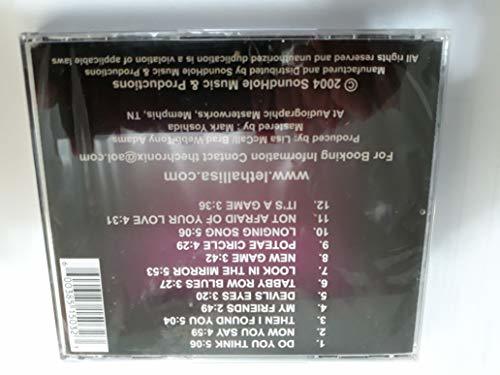 1. DO YOU THINK 5:06
2. NOW YOU SAY 4:59
3. THEN I FOUND YOU 5:04
4. MY FRIENDS 2:49
5. DEVILS EYES 3:20
6. TABBY ROW BLUES 3:27
7. LOOK IN THE MIRROR 5:53
8. NEW GAME 3:42
9. POTEAE CIRCLE 4:29
10. LONGING SONG 5:06
11. NOT AFRAID OF YOUR LOVE 4:31
12. IT'S A GAME 3:36
www.lethallisa.com
For Booking Information Contact thechronix@aol.com
Produced by: Lisa McCall/ Brad Webb/Tony Adams
Mastered by : Mark Yoshida
At Audiographic Masterworks, Memphis, TN
© 2004 SoundHole Music & Productions
Manufactured and Distributed by SoundHole Music & Productions
All rights reserved and unauthorized duplication is a violation of applicable laws